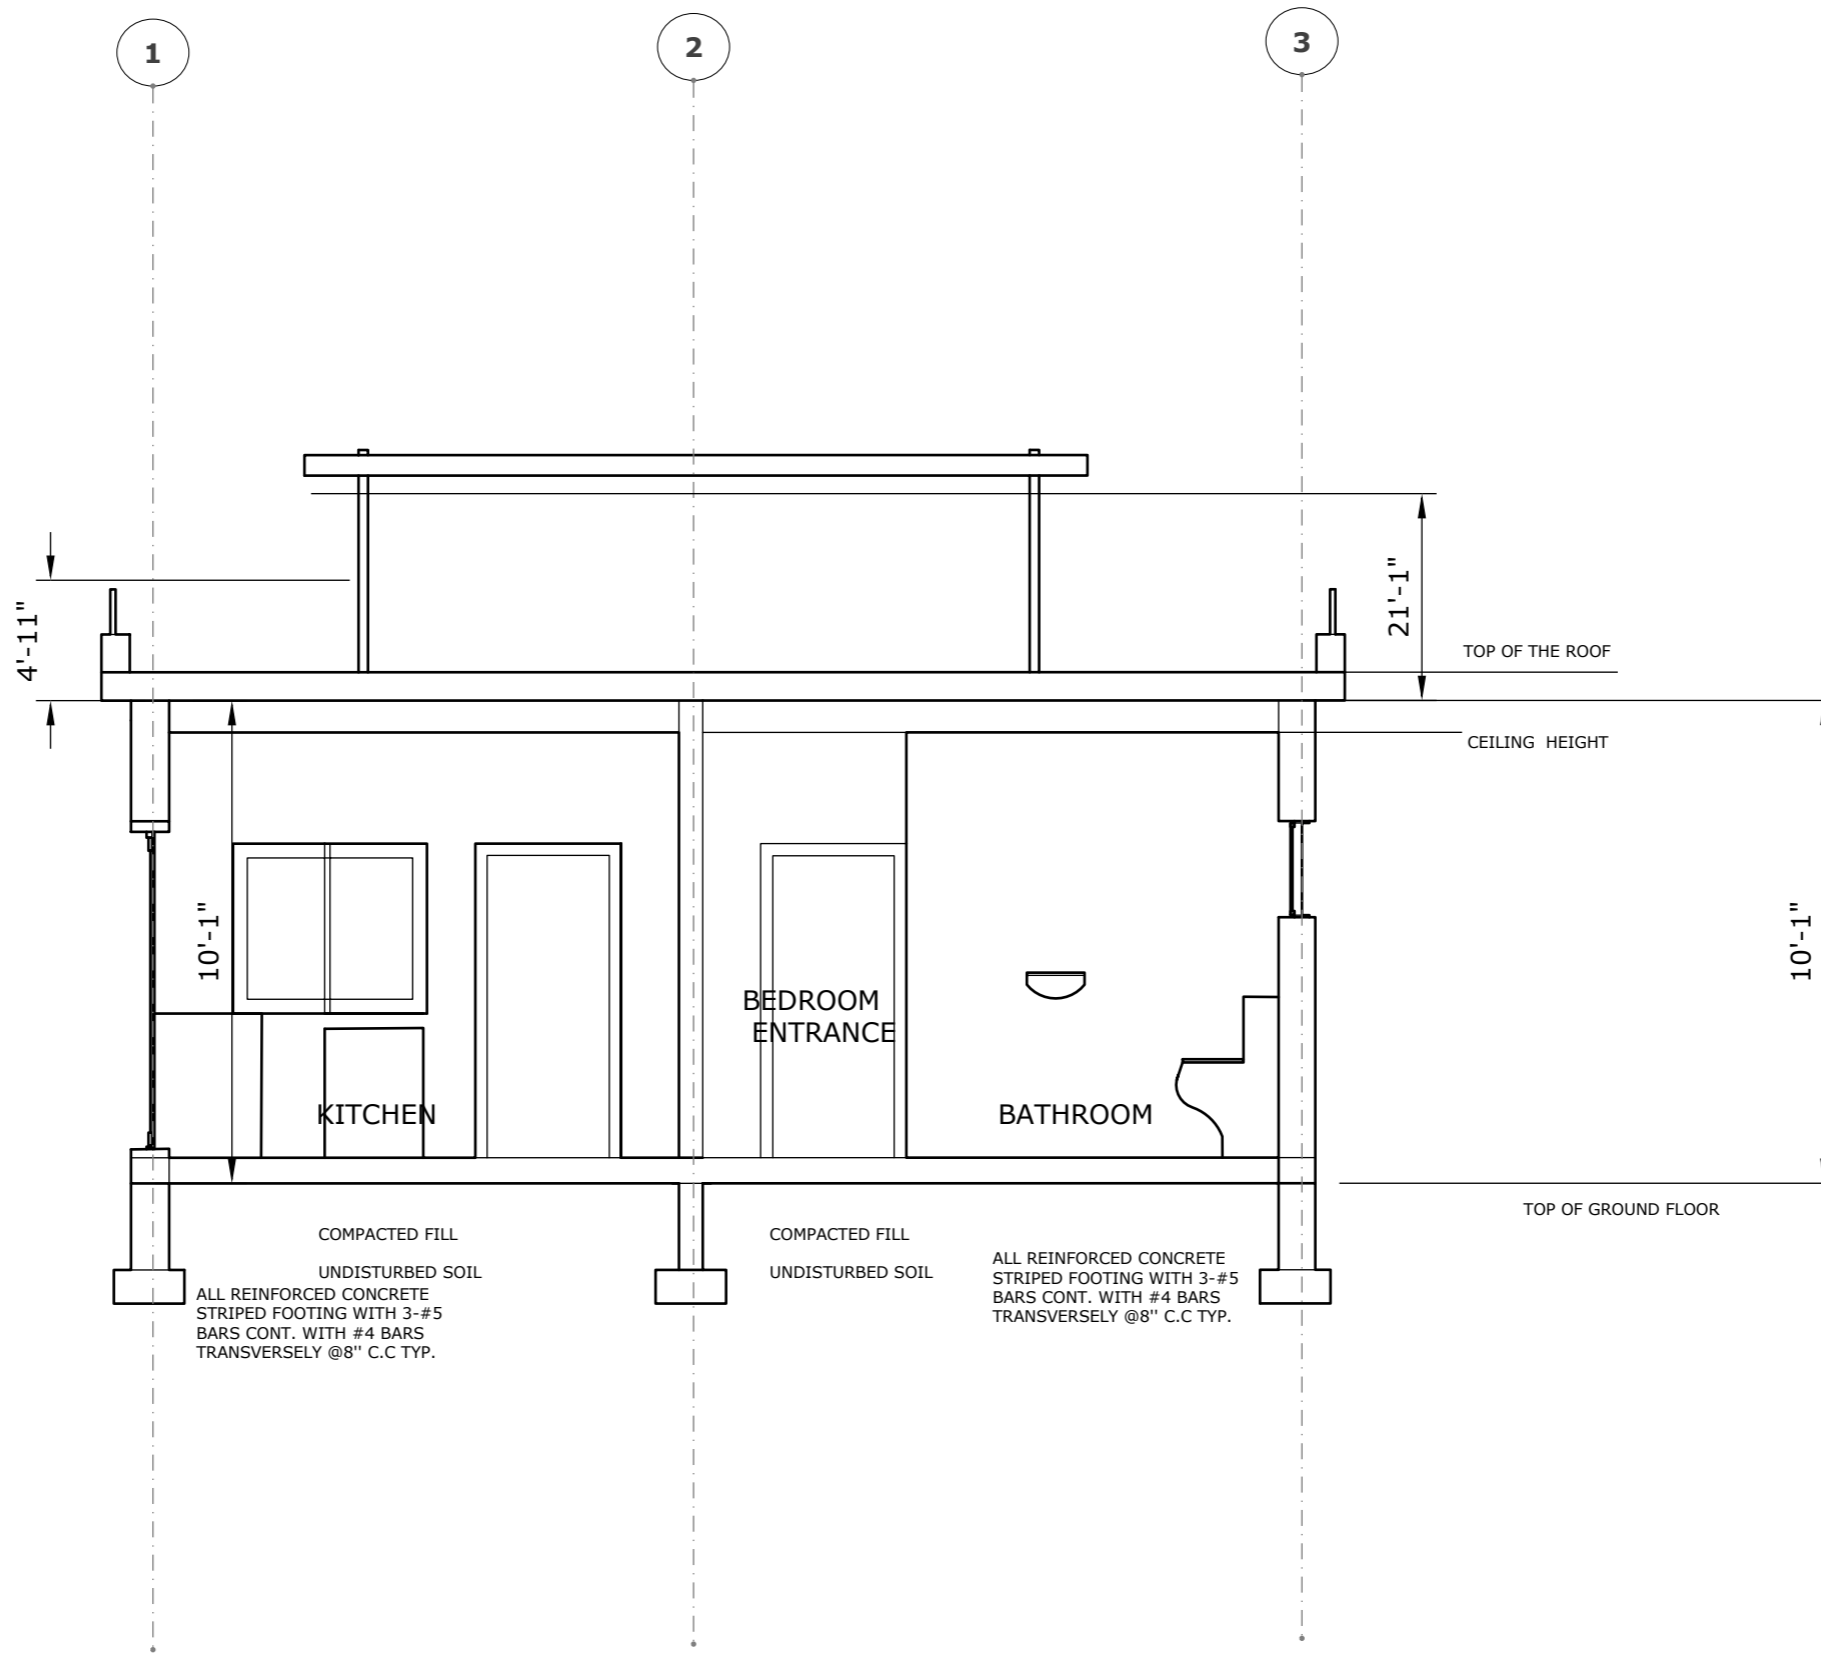 1
2
3
4'-11"
21'-1"
TOP OF THE ROOF
CEILING HEIGHT
10'-1"
10'-1"
BEDROOM
ENTRANCE
KITCHEN
BATHROOM
TOP OF GROUND FLOOR
COMPACTED FILL
UNDISTURBED SOIL
ALL REINFORCED CONCRETE
STRIPED FOOTING WITH 3-#5
BARS CONT. WITH #4 BARS
TRANSVERSELY @8'' C.C TYP.
COMPACTED FILL
UNDISTURBED SOIL
ALL REINFORCED CONCRETE
STRIPED FOOTING WITH 3-#5
BARS CONT. WITH #4 BARS
TRANSVERSELY @8'' C.C TYP.